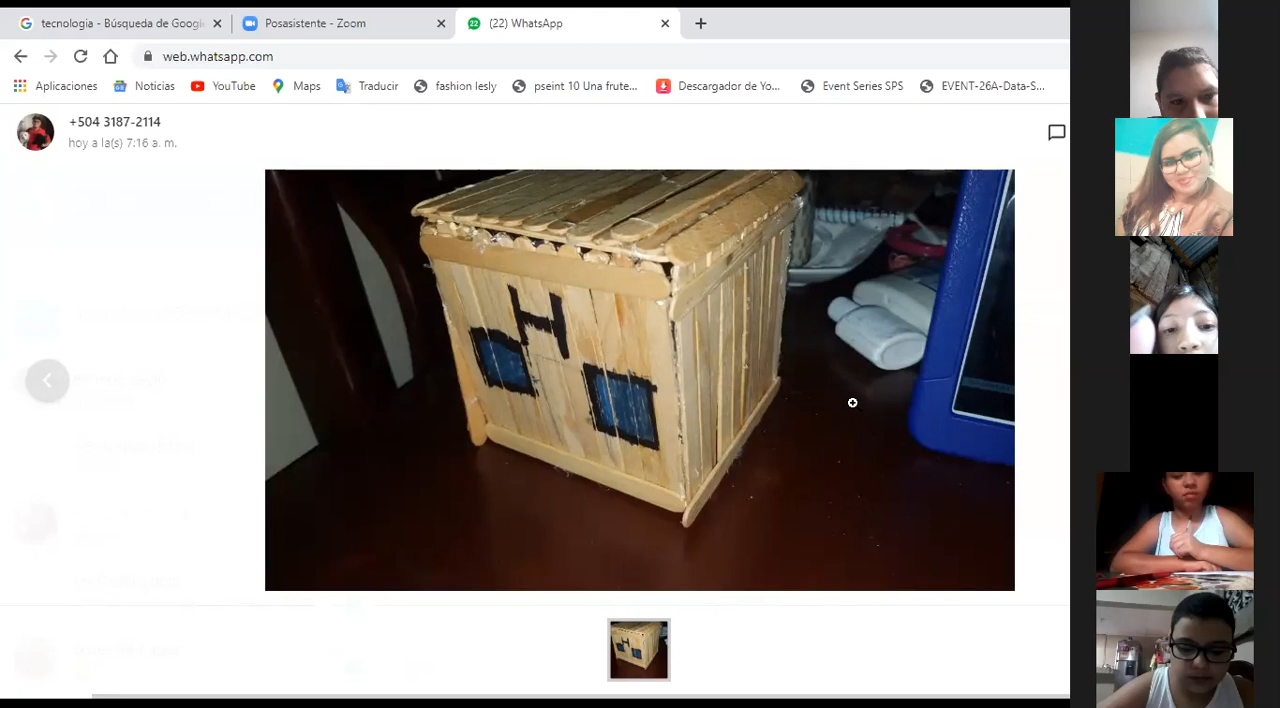 tecnologia - Búsqueda de Googl
Posasistente - Zoom
(22) WhatsApp
web.whatsapp.com
Aplicaciones
Noticias
YouTube
Maps
Traducir
fashion lesly
pseint 10 Una frute...
Descargador de Yo...
Event Series SPS
EVENT-26A-Data-S...
+504 3187-2114
hoy a la(s) 7:16 a. m.
H